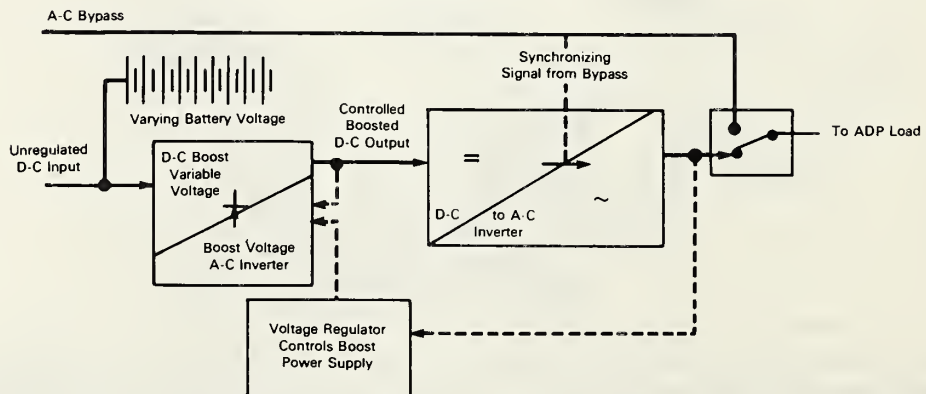 A-C Bypass
Synchronizing
Signal from Bypass
Varying Battery Voltage
Controlled
Boosted
D-C Output
To ADP Load
Unregulated
D-C Input
D-C Boost
Variable
Voltage
Boost Voltage
A-C Inverter
=
~
D-C to A-C
Inverter
Voltage Regulator
Controls Boost
Power Supply